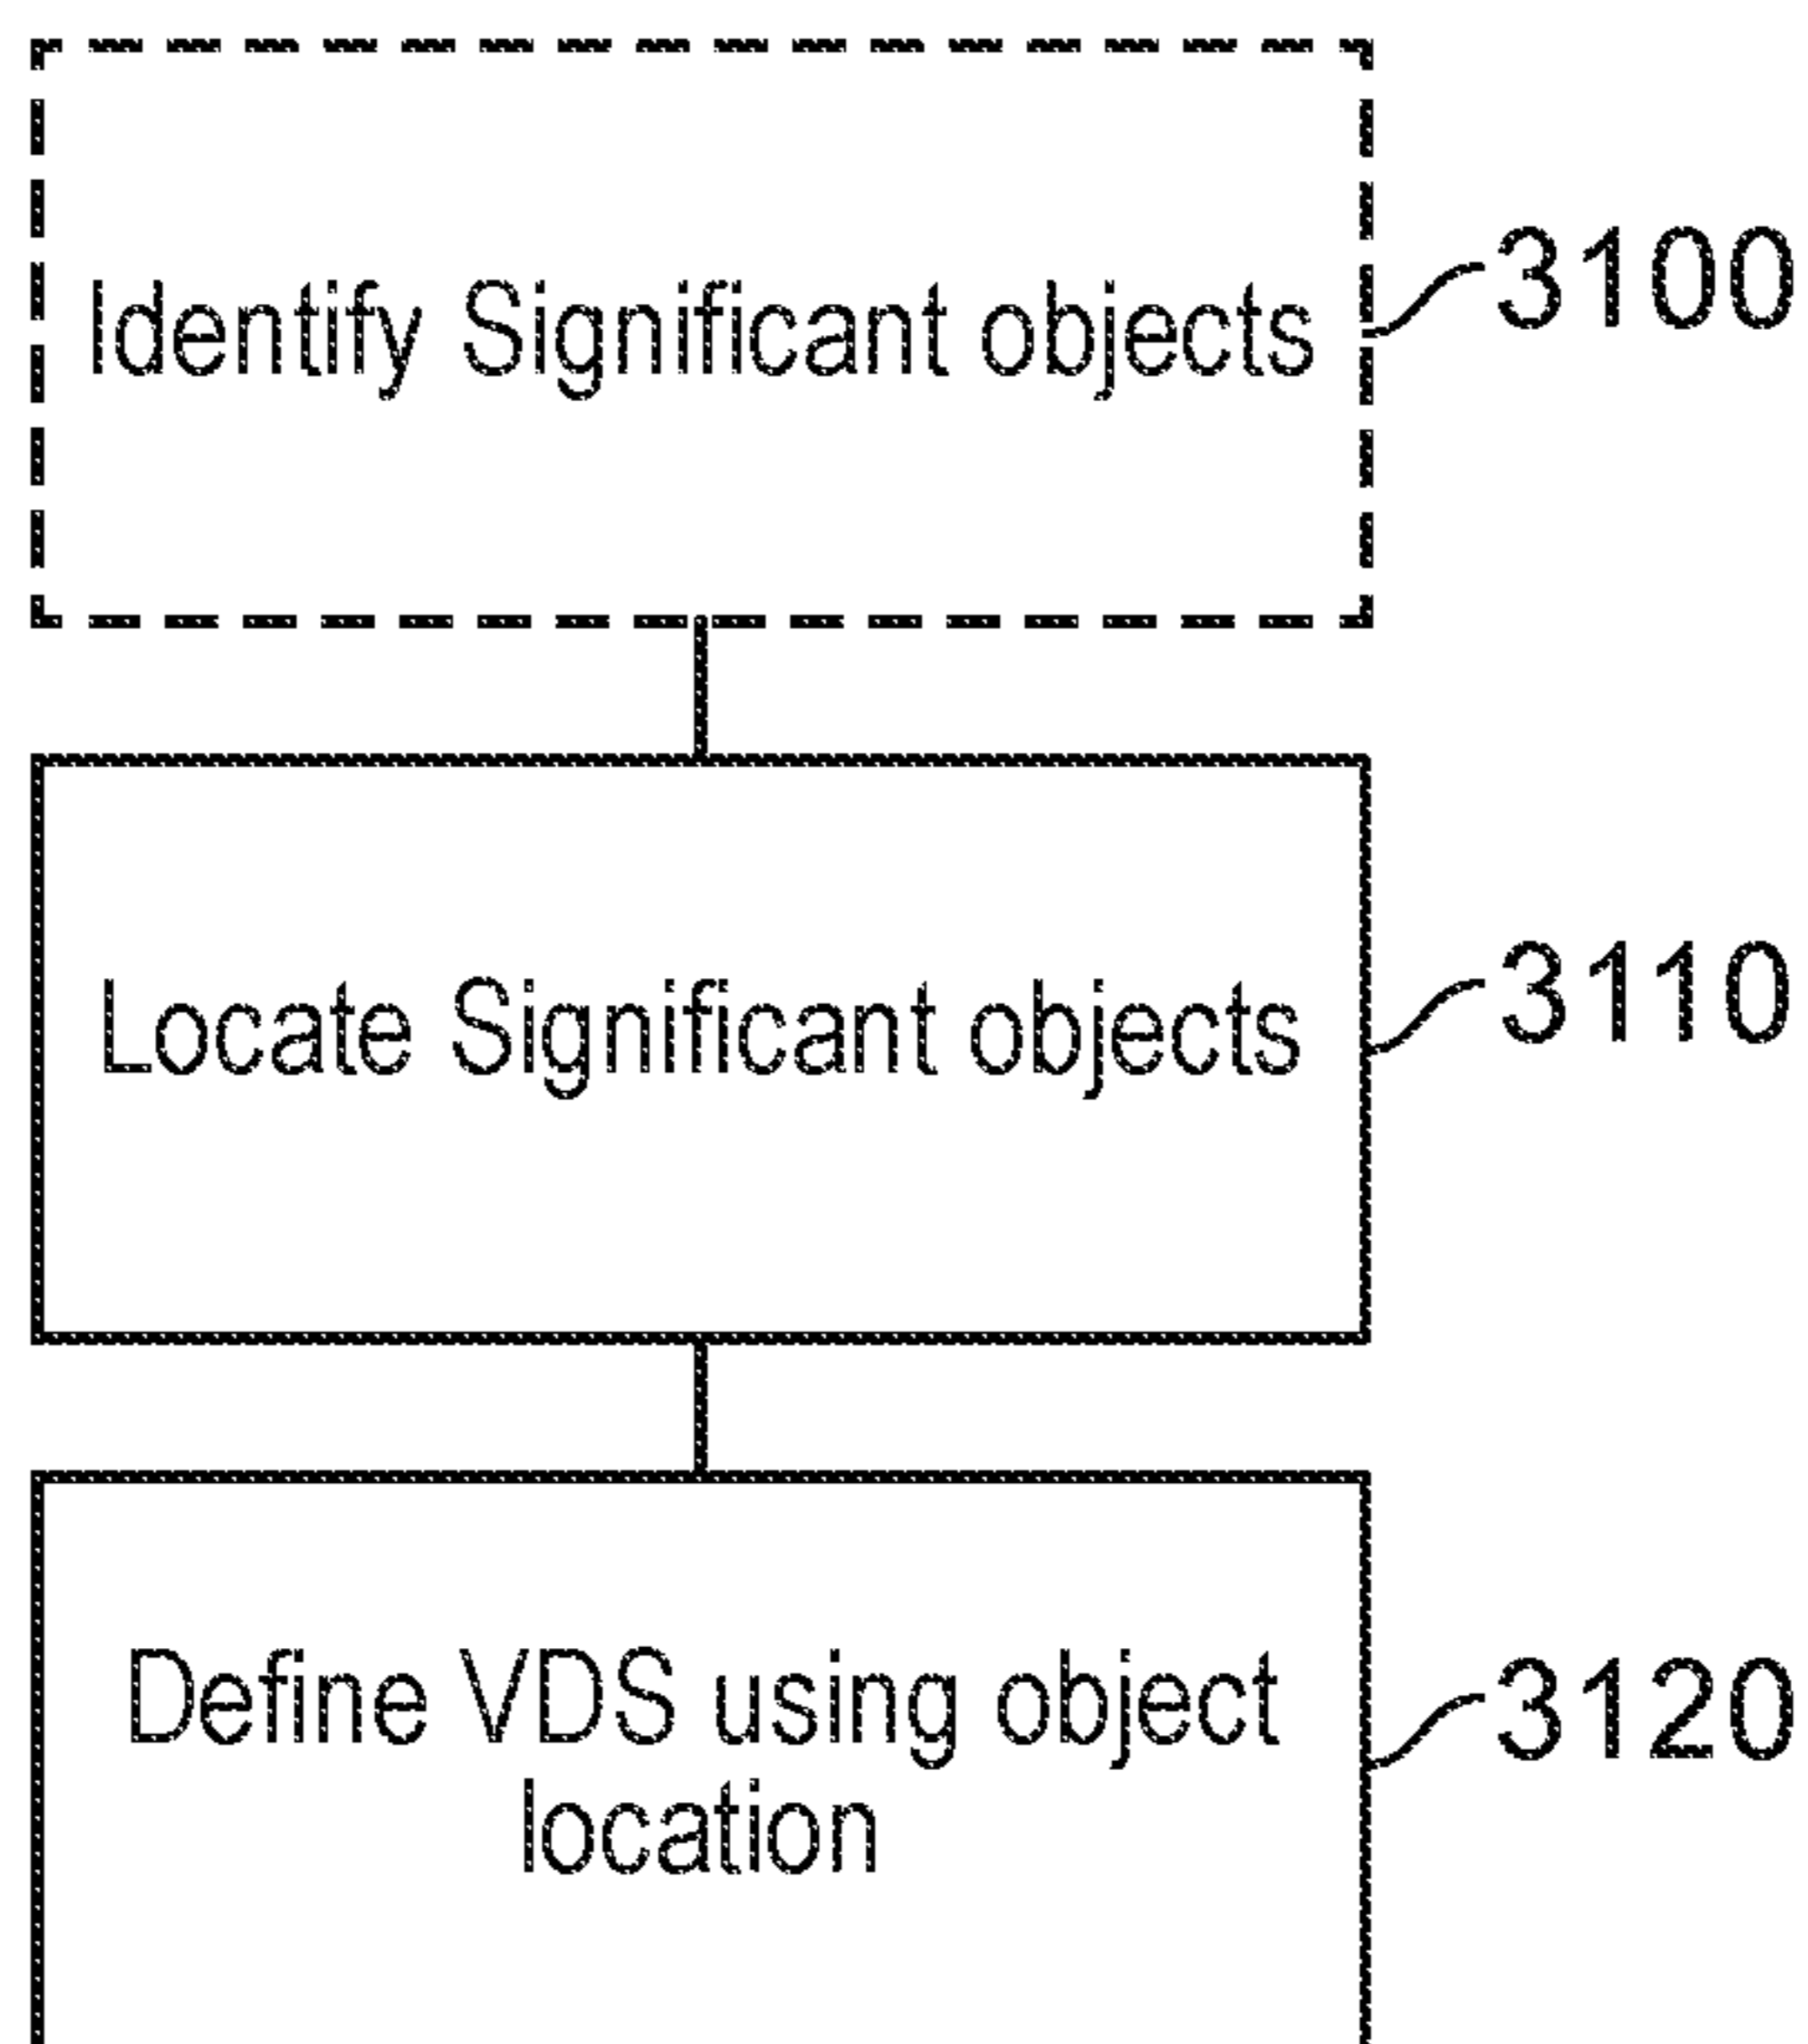 Identify Significant objects
3100
Locate Significant objects
3110
Define VDS using object
location
3120